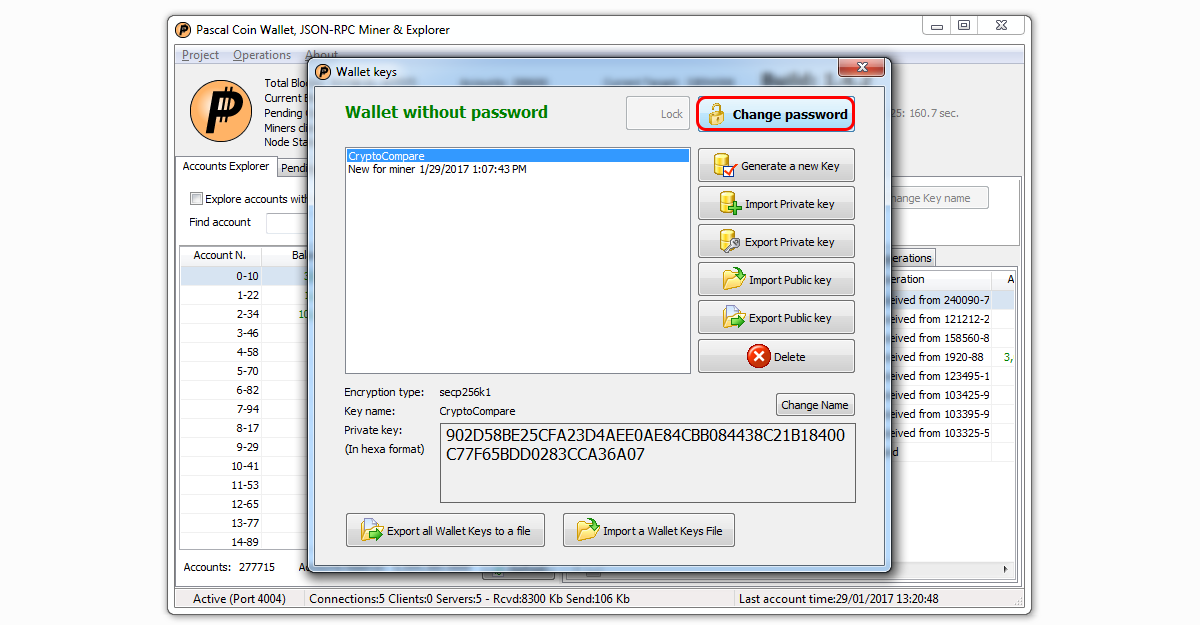 Pascal Coin Wallet, JSON-RPC Miner & Explorer
Project Operations About
Wallet keys
Total Blo
Current B
Pending
Miners cli
Node Sta
25: 160.7 sec.
Wallet without password
Lock
Change password
Accounts Explorer
Pendi
CryptoCompare
New for miner 1/29/2017 1:07:43 PM
Generate a new Key
Import Private key
Export Private key
Import Public key
Export Public key
Delete
Explore accounts with
Find account
hange Key name
Account N. Bal
0-10
1-22
2-34 10
3-46
4-58
5-70
6-82
7-94
8-17
9-29
10-41
11-53
12-65
13-77
14-89
erations
eration A
eived from 240090-7
eived from 121212-2
eived from 158560-8
eived from 1920-88 3,
eived from 123495-1
eived from 103425-9
eived from 103395-9
eived from 103325-5
d
Encryption type: secp256k1
Key name: CryptoCompare
Change Name
Private key:
(In hexa format)
902D58BE25CFA23D4AEE0AE84CBB084438C21B18400
C77F65BDD0283CCA36A07
Export all Wallet Keys to a file
Import a Wallet Keys File
Accounts: 277715
Active (Port 4004) Connections:5 Clients:0 Servers:5 - Rcvd:8300 Kb Send:106 Kb Last account time:29/01/2017 13:20:48